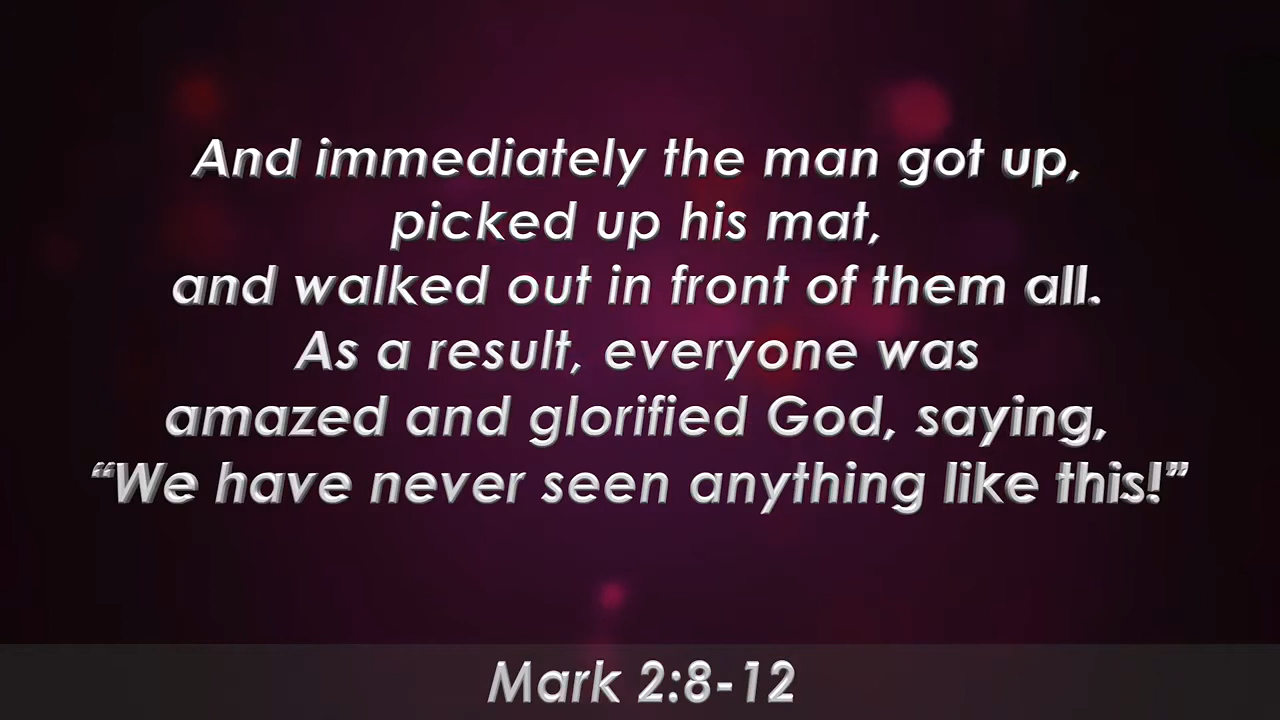 And immediately the man got up,
picked up his mat,
and walked out in front of them all.
As a result, everyone was
amazed and glorified God, saying,
“We have never seen anything like this!”
Mark 2:8-12